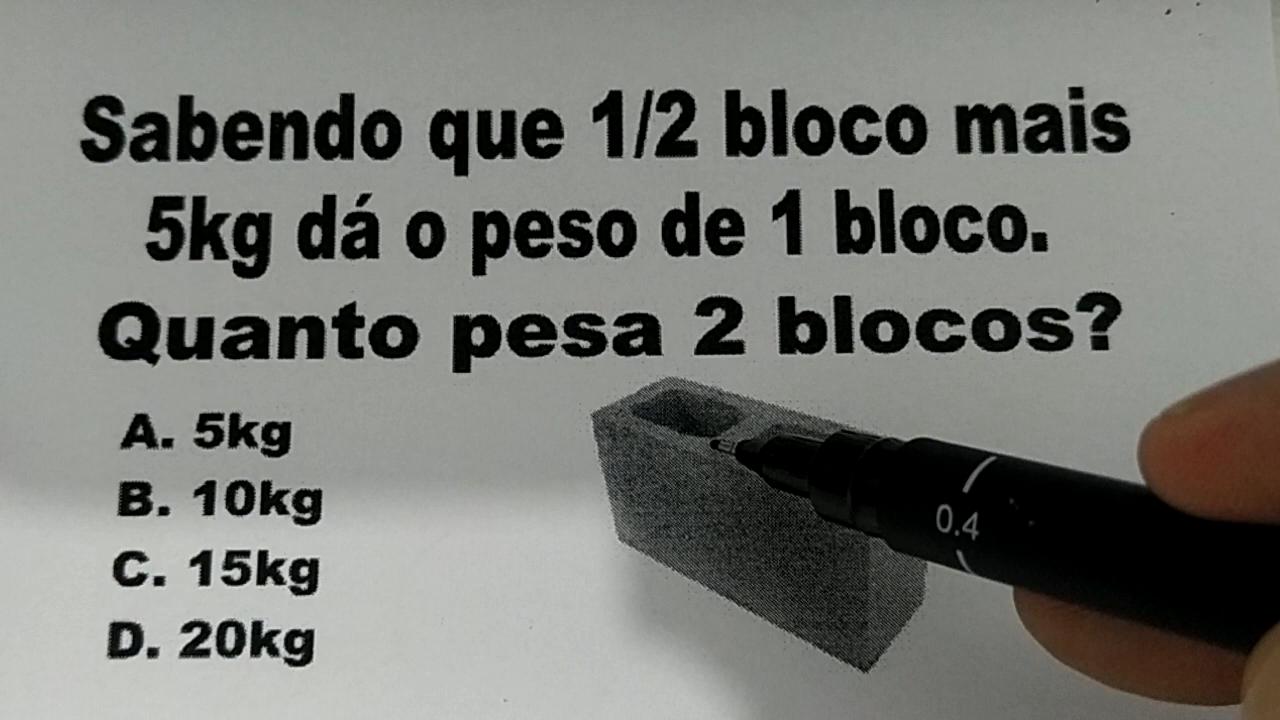 Sabendo que 1/2 bloco mais
5kg dá o peso de 1 bloco.
Quanto pesa 2 blocos?
A. 5kg
B. 10kg
C. 15kg
D. 20kg
0.4